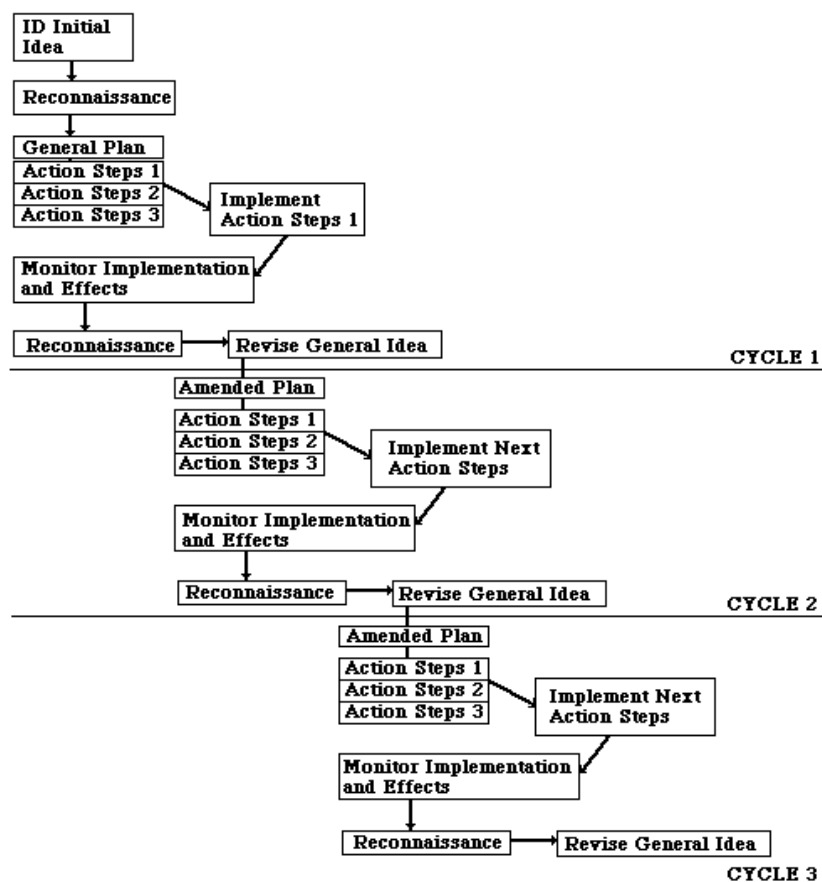 ID Initial
Idea
Reconnaissance
General Plan
Action Steps 1
Action Steps 2
Action Steps 3
Implement
Action Steps 1
Monitor Implementation
and Effects
Reconnaissance
Revise General Idea
CYCLE 1
Amended Plan
Action Steps 1
Action Steps 2
Action Steps 3
Implement Next
Action Steps
Monitor Implementation
and Effects
Reconnaissance
Revise General Idea
CYCLE 2
Amended Plan
Action Steps 1
Action Steps 2
Action Steps 3
Implement Next
Action Steps
Monitor Implementation
and Effects
Reconnaissance
Revise General Idea
CYCLE 3